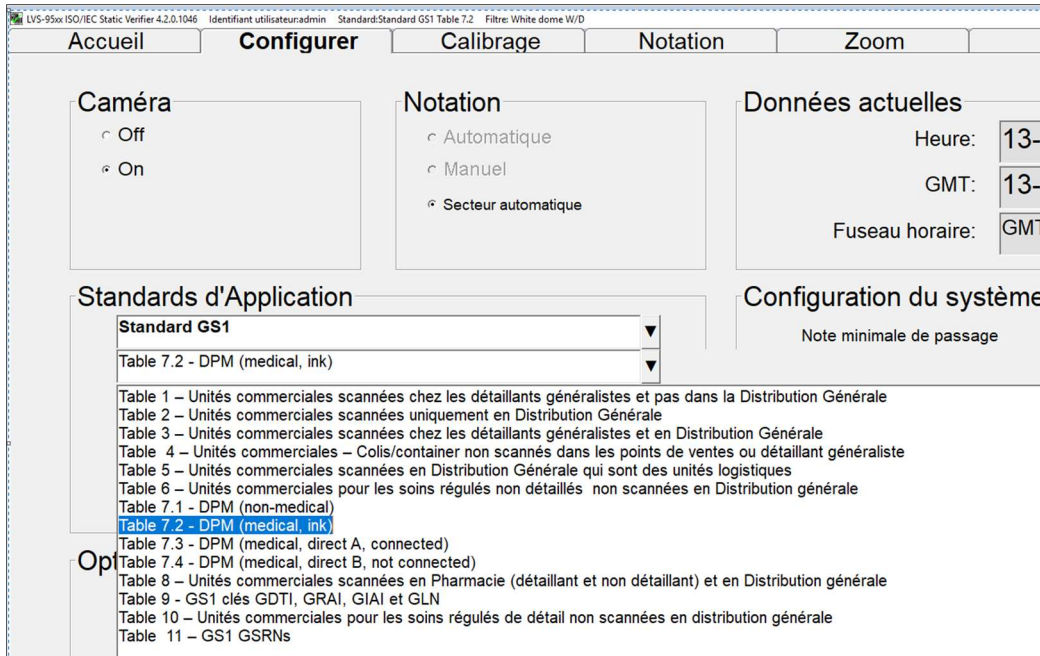 LVS-95xx ISO/IEC Static Verifier 4.2.0.1046 Identifiant utilisateur:admin Standard:Standard GS1 Table 7.2 Filtre: White dome W/D
Accueil Configurer Calibrage Notation Zoom
Caméra
Off
On
Notation
Automatique
Manuel
Secteur automatique
Données actuelles
Heure: 13-
GMT: 13-
Fuseau horaire: GMT
Standards d'Application
Standard GS1
Table 7.2 - DPM (medical, ink)
Configuration du système
Note minimale de passage
Table 1 – Unités commerciales scannées chez les détaillants généralistes et pas dans la Distribution Générale
Table 2 – Unités commerciales scannées uniquement en Distribution Générale
Table 3 – Unités commerciales scannées chez les détaillants généralistes et en Distribution Générale
Table 4 – Unités commerciales – Colis/container non scannés dans les points de ventes ou détaillant généraliste
Table 5 – Unités commerciales scannées en Distribution Générale qui sont des unités logistiques
Table 6 – Unités commerciales pour les soins régulés non détaillés non scannées en Distribution générale
Table 7.1 - DPM (non-medical)
Table 7.2 - DPM (medical, ink)
Table 7.3 - DPM (medical, direct A, connected)
Table 7.4 - DPM (medical, direct B, not connected)
Table 8 – Unités commerciales scannées en Pharmacie (détaillant et non détaillant) et en Distribution générale
Table 9 - GS1 clés GDTI, GRAI, GIAI et GLN
Table 10 – Unités commerciales pour les soins régulés de détail non scannées en distribution générale
Table 11 – GS1 GSRNs
Opt